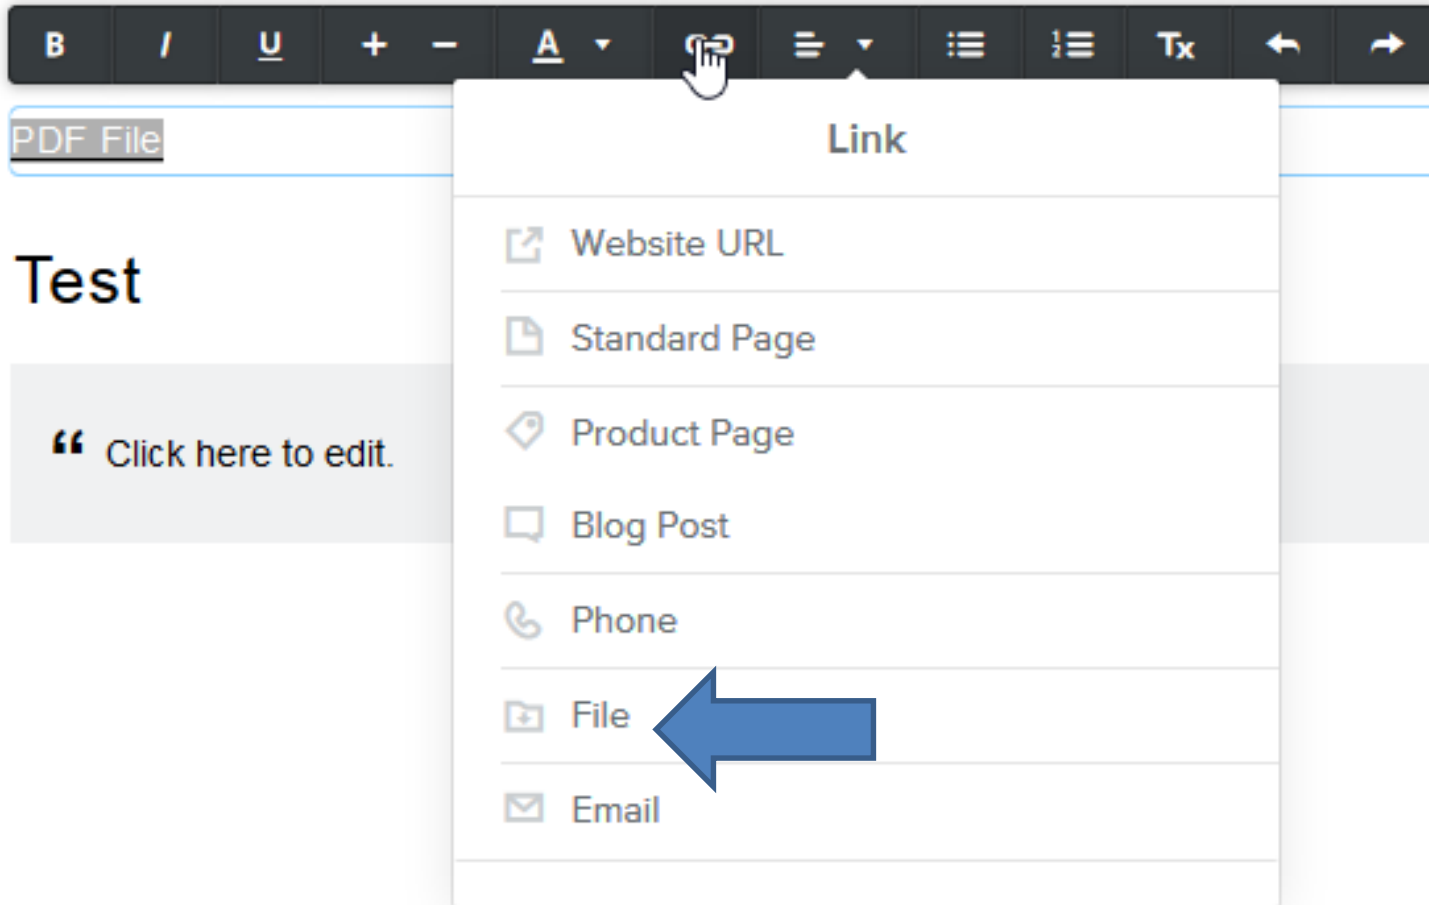 B I U + − A Tx
PDF File
Link
Website URL
Test
Standard Page
Product Page
“ Click here to edit.
Blog Post
Phone
File
Email